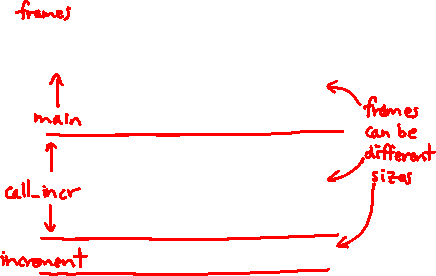 frames
main
call_incr
increment
frames
can be
different
sizes